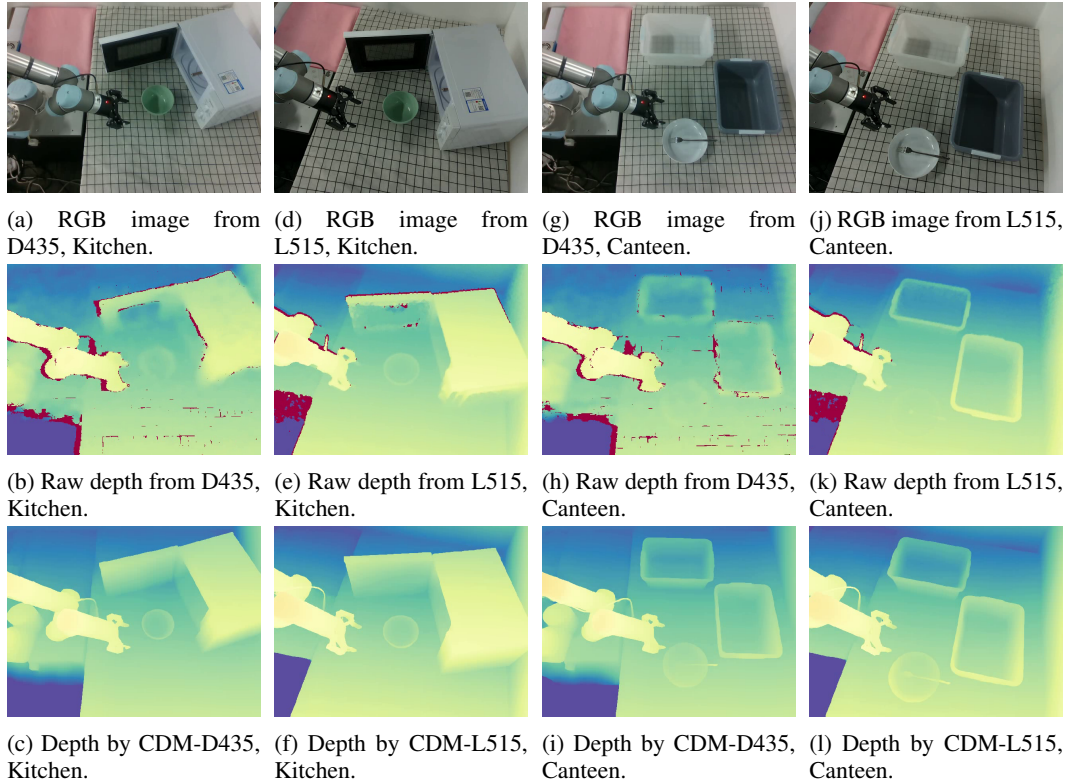 (a) RGB image from
D435, Kitchen.
(d) RGB image from
L515, Kitchen.
(g) RGB image from
D435, Canteen.
(j) RGB image from L515,
Canteen.
(b) Raw depth from D435,
Kitchen.
(e) Raw depth from L515,
Kitchen.
(h) Raw depth from D435,
Canteen.
(k) Raw depth from L515,
Canteen.
(c) Depth by CDM-D435,
Kitchen.
(f) Depth by CDM-L515,
Kitchen.
(i) Depth by CDM-D435,
Canteen.
(l) Depth by CDM-L515,
Canteen.